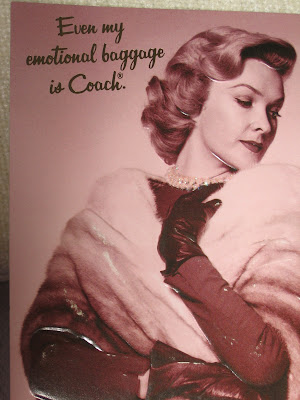 Even my
emotional baggage
is Coach®.